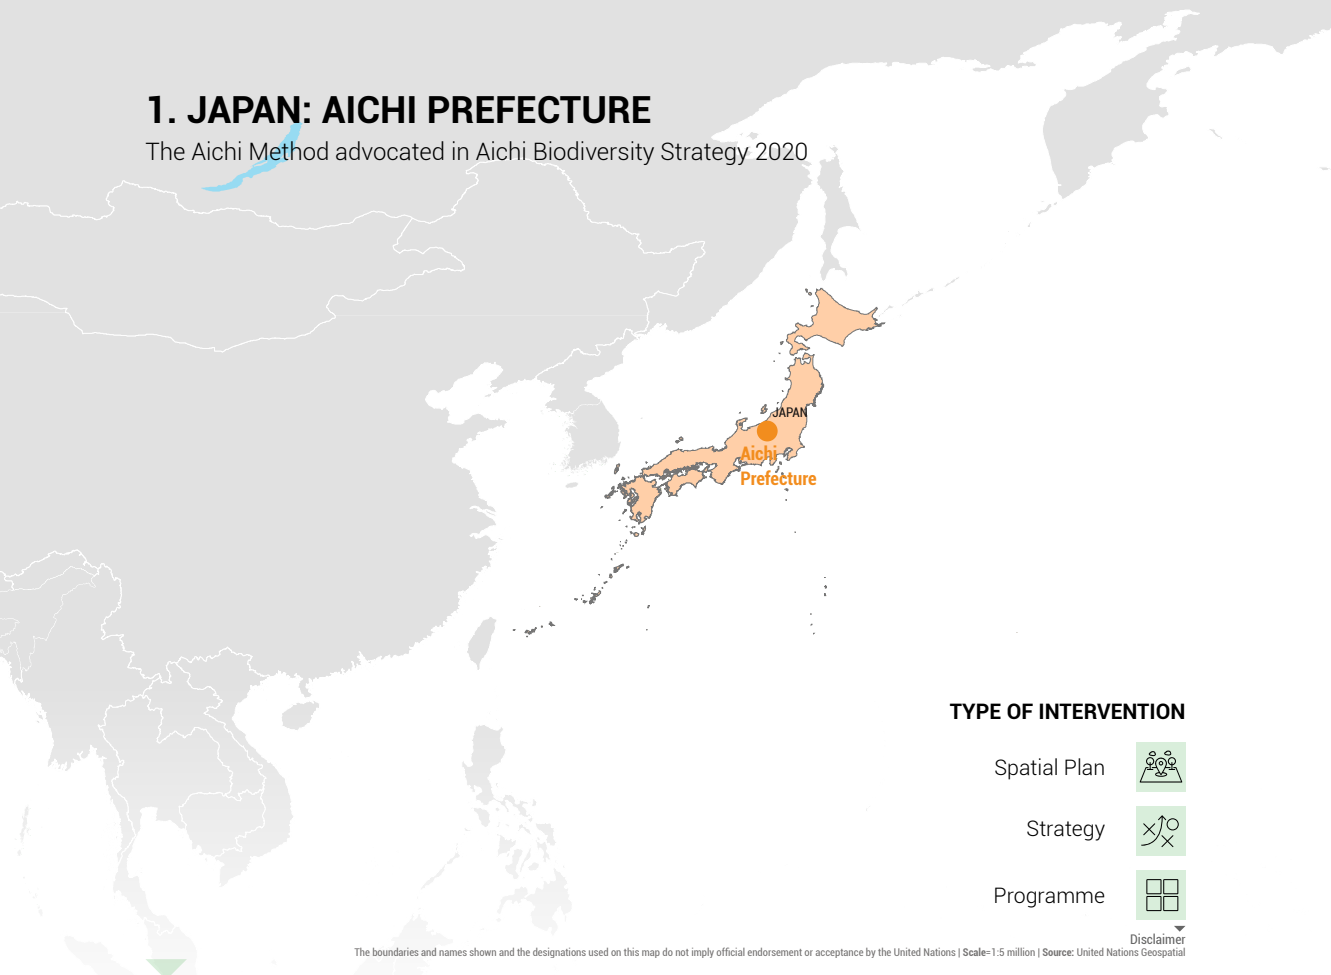 1. JAPAN: AICHI PREFECTURE
The Aichi Method advocated in Aichi Biodiversity Strategy 2020
JAPAN
Aichi
Prefecture
TYPE OF INTERVENTION
Spatial Plan
Strategy
Programme
Disclaimer
The boundaries and names shown and the designations used on this map do not imply official endorsement or acceptance by the United Nations | Scale=1:5 million | Source: United Nations Geospatial